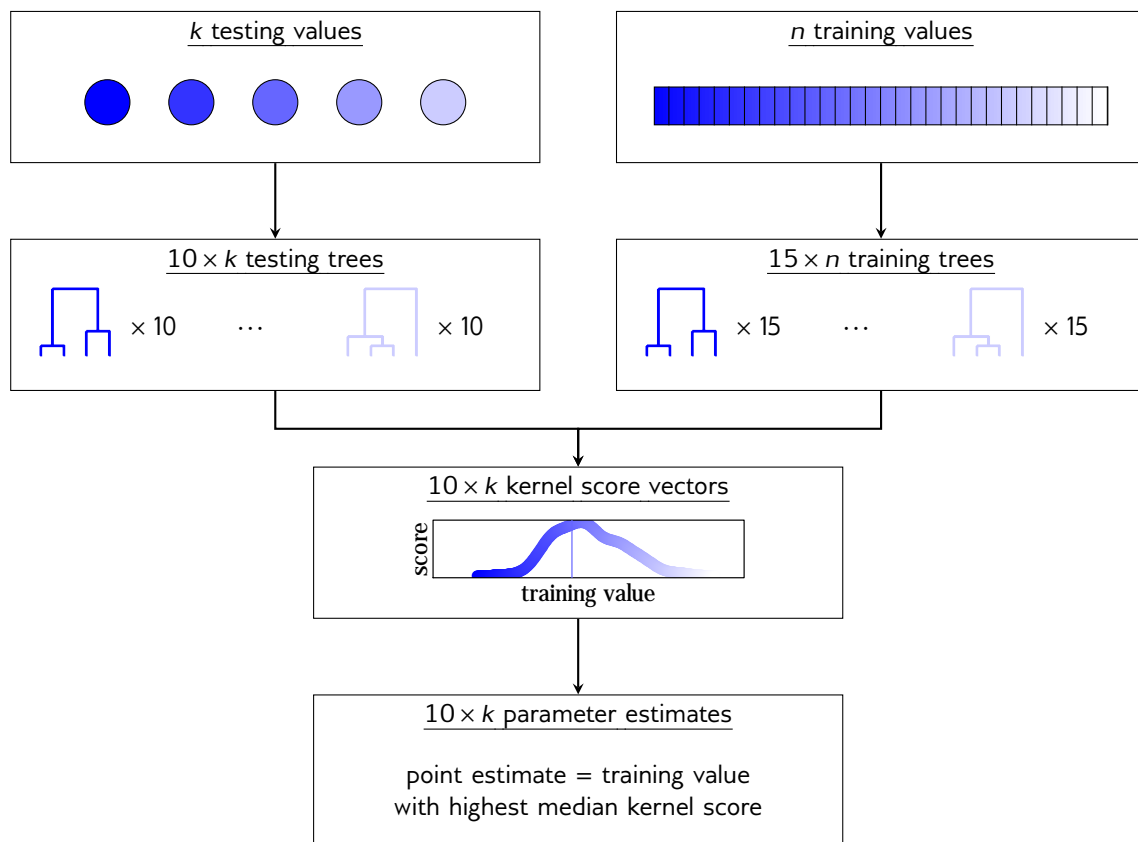 k testing values
n training values
10 × k testing trees
× 10 ⋯ × 10
15 × n training trees
× 15 ⋯ × 15
10 × k kernel score vectors
score
training value
10 × k parameter estimates
point estimate = training value
with highest median kernel score